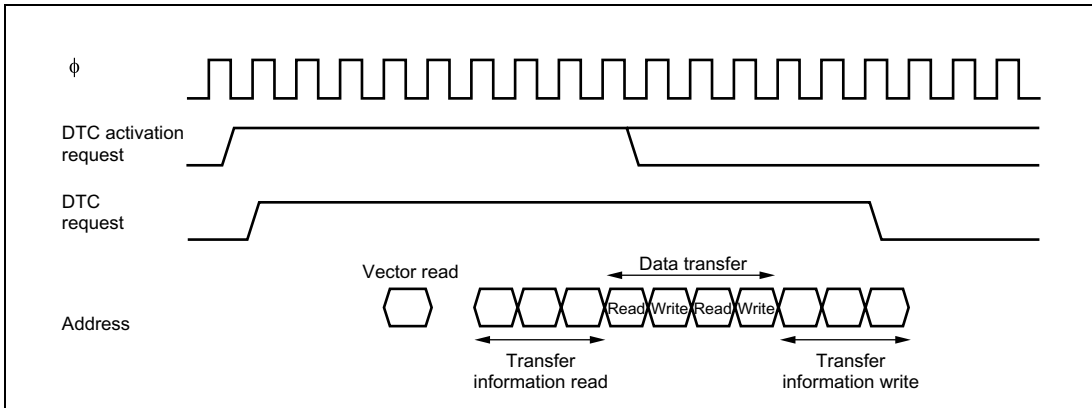 ϕ
DTC activation
request
DTC
request
Vector read
Data transfer
Address
Read Write Read Write
Transfer
information read
Transfer
information write